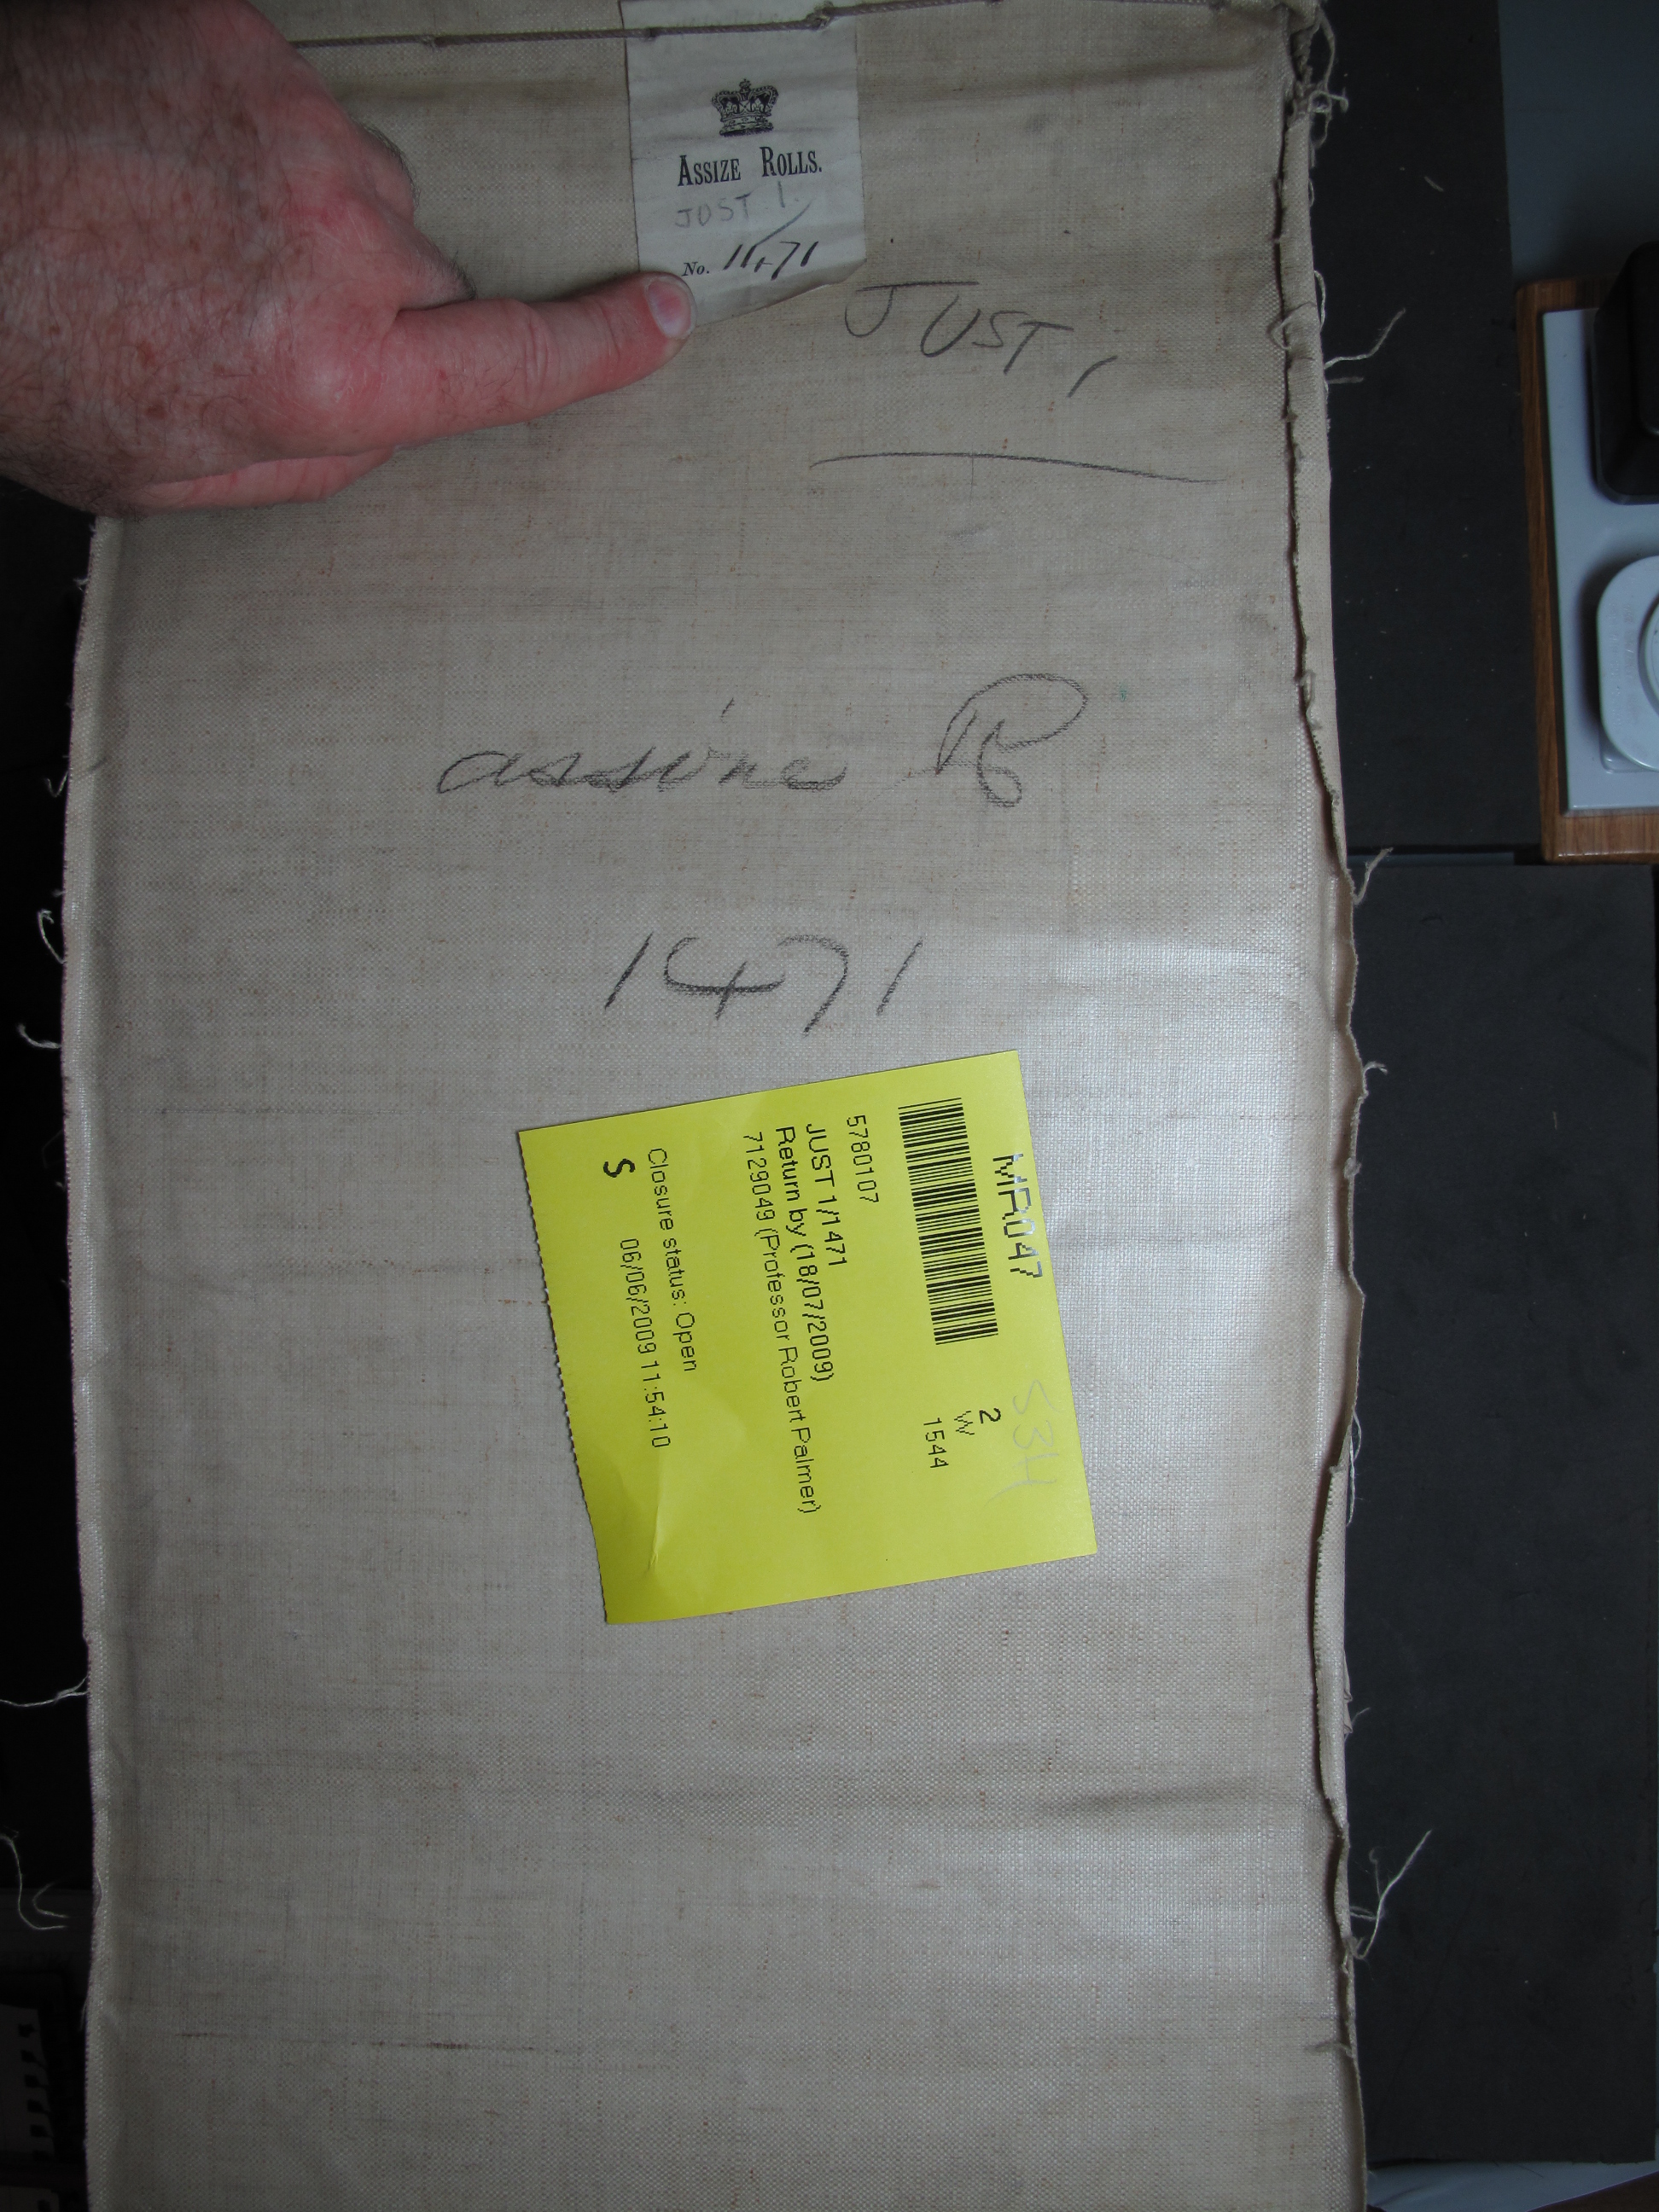 ASSIZE ROLLS.
JUST 1.
No. 1471
JUST 1
assize R
1471
MR047
534
2
W
1544
5780107
JUST 1/1471
Return by (18/07/2009)
7129049 (Professor Robert Palmer)
Closure status: Open
S 06/06/2009 11:54:10